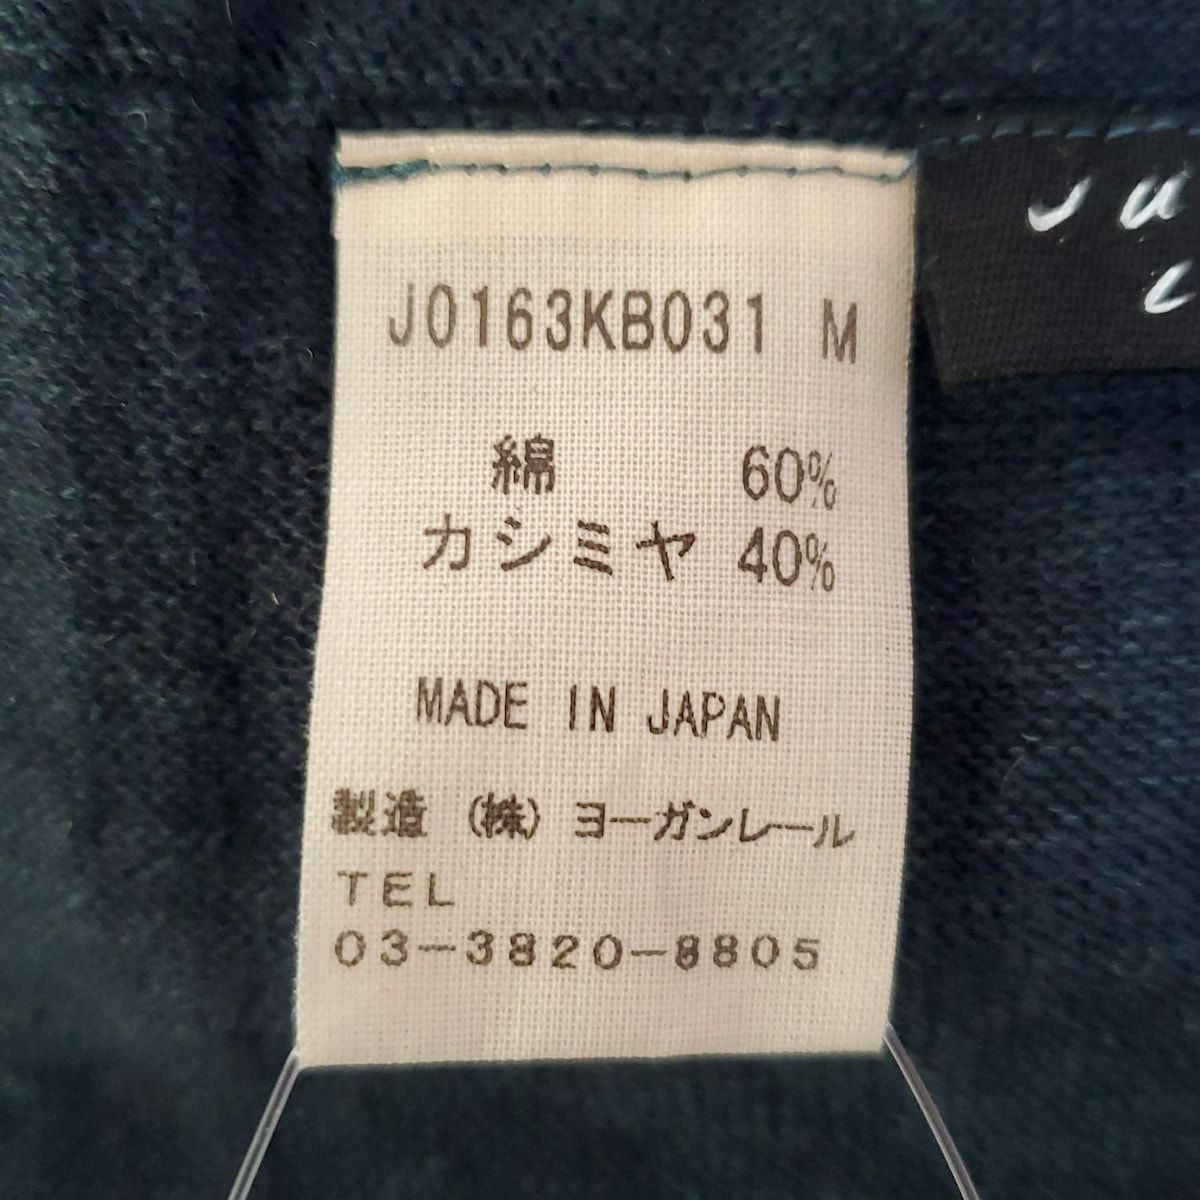 J0163KB031 M
綿 60%
カシミヤ 40%
MADE IN JAPAN
製造 (株) ヨーガンレール
TEL
03-3820-8805
Ju